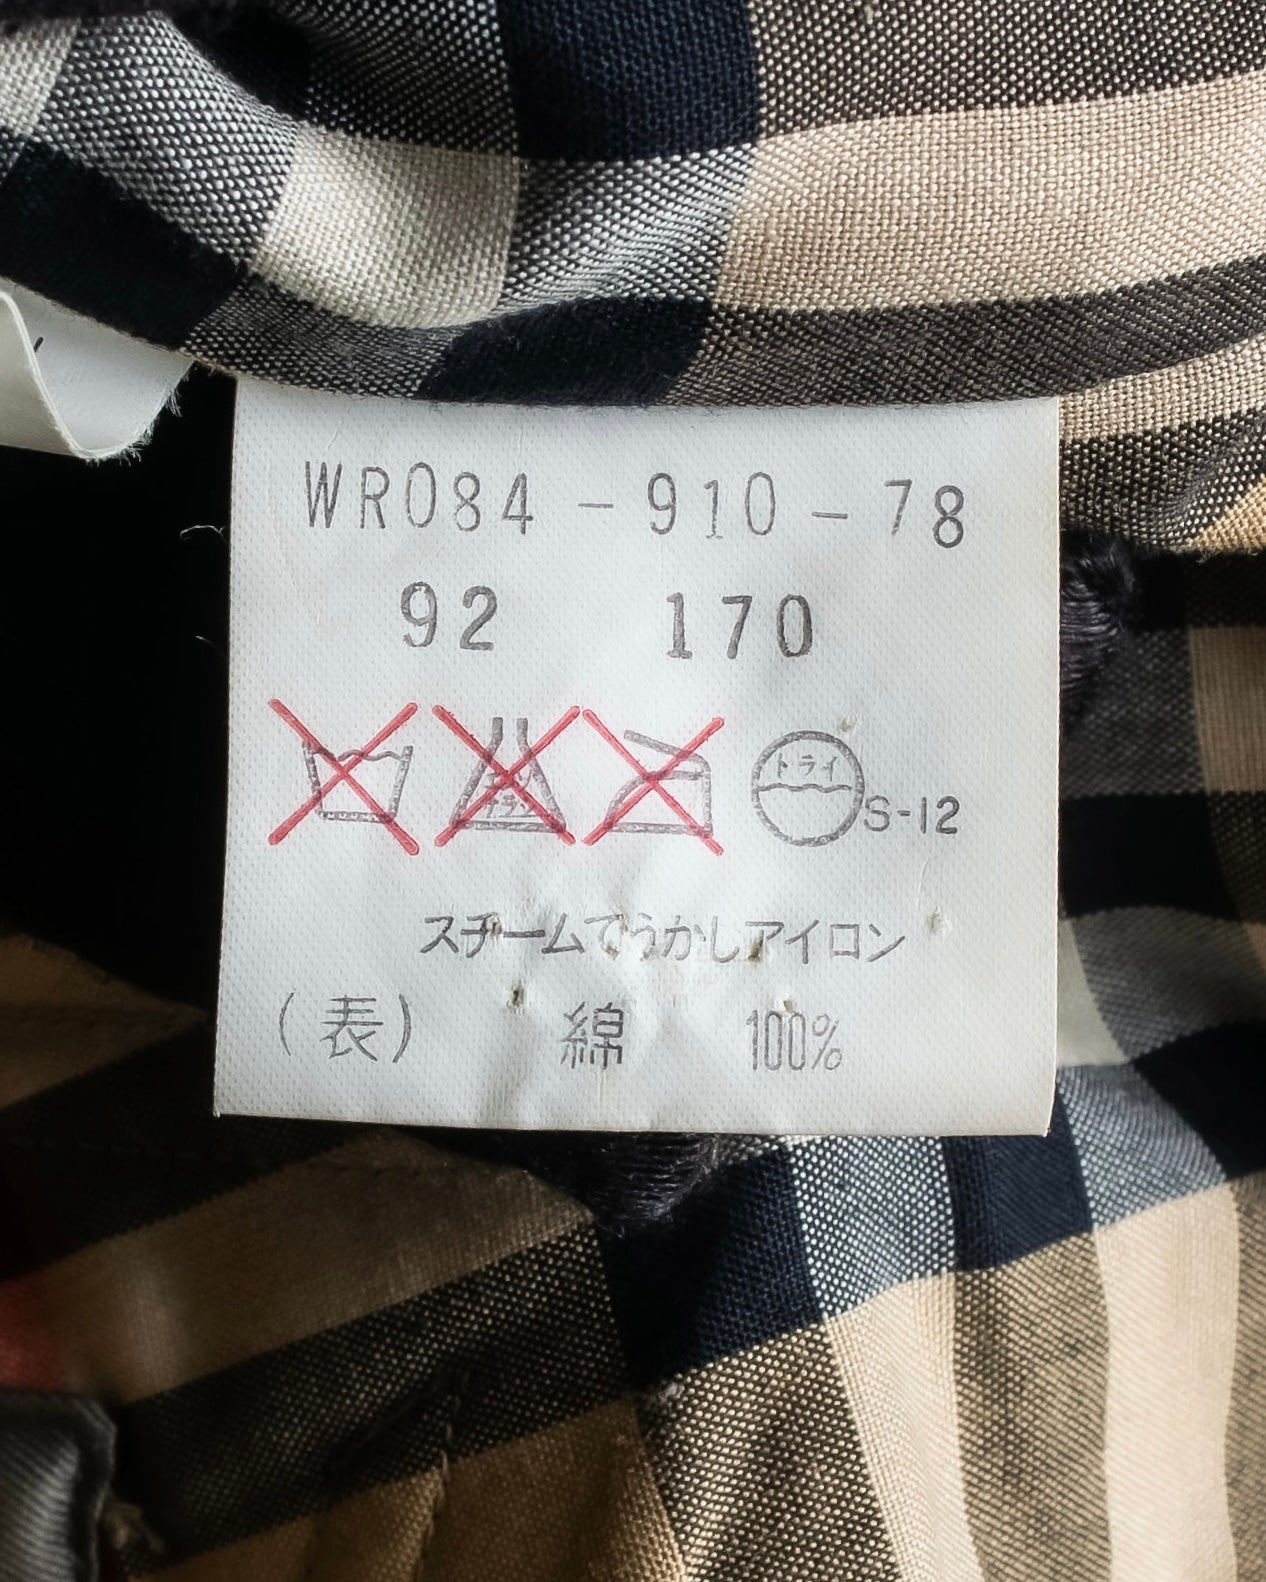 WR084-910-78
92 170
ドライ S-12
スチームでうかしアイロン
(表) 綿 100%